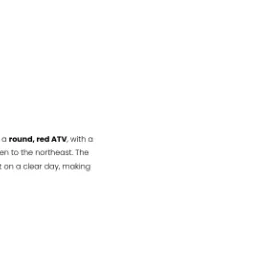 a round, red ATV, with a
en to the northeast. The
t on a clear day, making